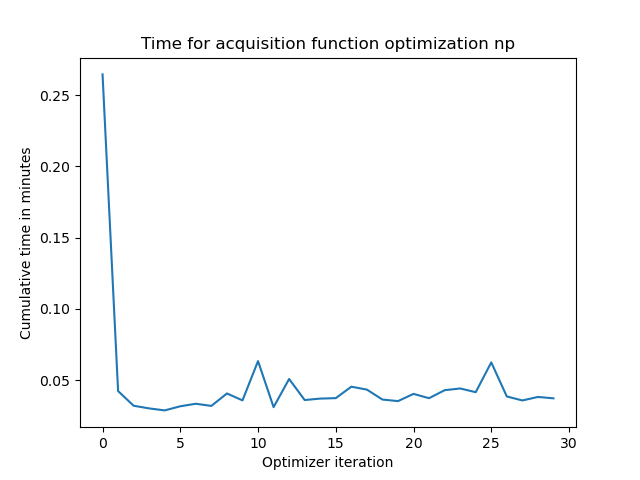 Time for acquisition function optimization np
Cumulative time in minutes
0.25
0.20
0.15
0.10
0.05
0 5 10 15 20 25 30
Optimizer iteration